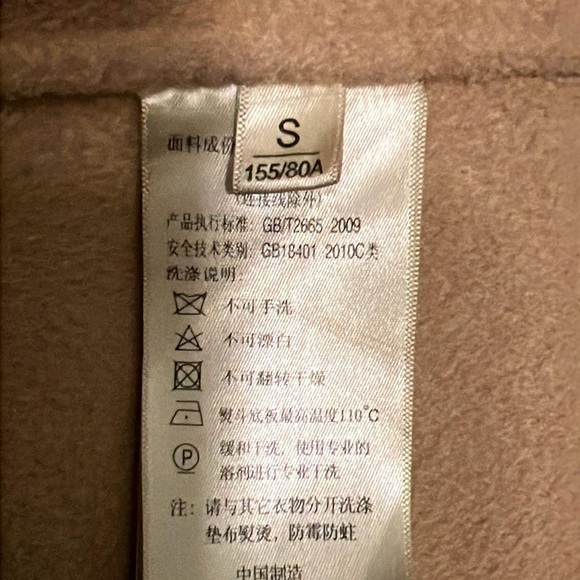 S
155/80A
面料成份
(连接线除外)
产品执行标准: GB/T2665 2009
安全技术类别: GB18401 2010C类
洗涤说明:
不可手洗
不可漂白
不可翻转干燥
熨斗底板最高温度110℃
P
缓和干洗, 使用专业的
溶剂进行专业干洗
注: 请与其它衣物分开洗涤
垫布熨烫, 防霉防蛀
中国制造